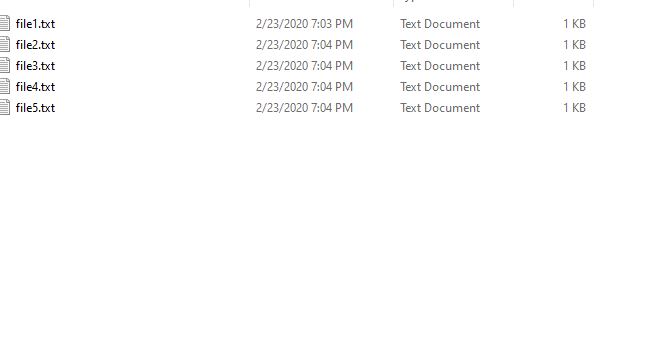 file1.txt 2/23/2020 7:03 PM Text Document 1 KB
file2.txt 2/23/2020 7:04 PM Text Document 1 KB
file3.txt 2/23/2020 7:04 PM Text Document 1 KB
file4.txt 2/23/2020 7:04 PM Text Document 1 KB
file5.txt 2/23/2020 7:04 PM Text Document 1 KB